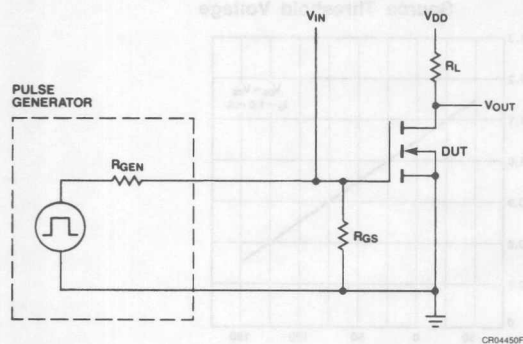 VIN
VDD
RL
PULSE
GENERATOR
VOUT
RGEN
DUT
RGS
CR04450F